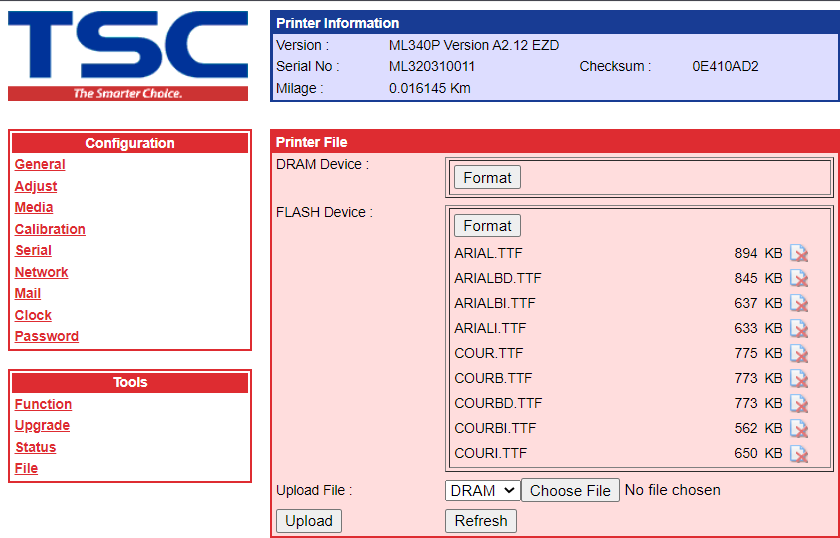 TSC
The Smarter Choice.
Printer Information
Version : ML340P Version A2.12 EZD
Serial No : ML320310011 Checksum : 0E410AD2
Milage : 0.016145 Km
Configuration
General
Adjust
Media
Calibration
Serial
Network
Mail
Clock
Password
Tools
Function
Upgrade
Status
File
Printer File
DRAM Device :
Format
FLASH Device :
Format
ARIAL.TTF 894 KB
ARIALBD.TTF 845 KB
ARIALBI.TTF 637 KB
ARIALI.TTF 633 KB
COUR.TTF 775 KB
COURB.TTF 773 KB
COURBD.TTF 773 KB
COURBI.TTF 562 KB
COURI.TTF 650 KB
Upload File : DRAM Choose File No file chosen
Upload Refresh